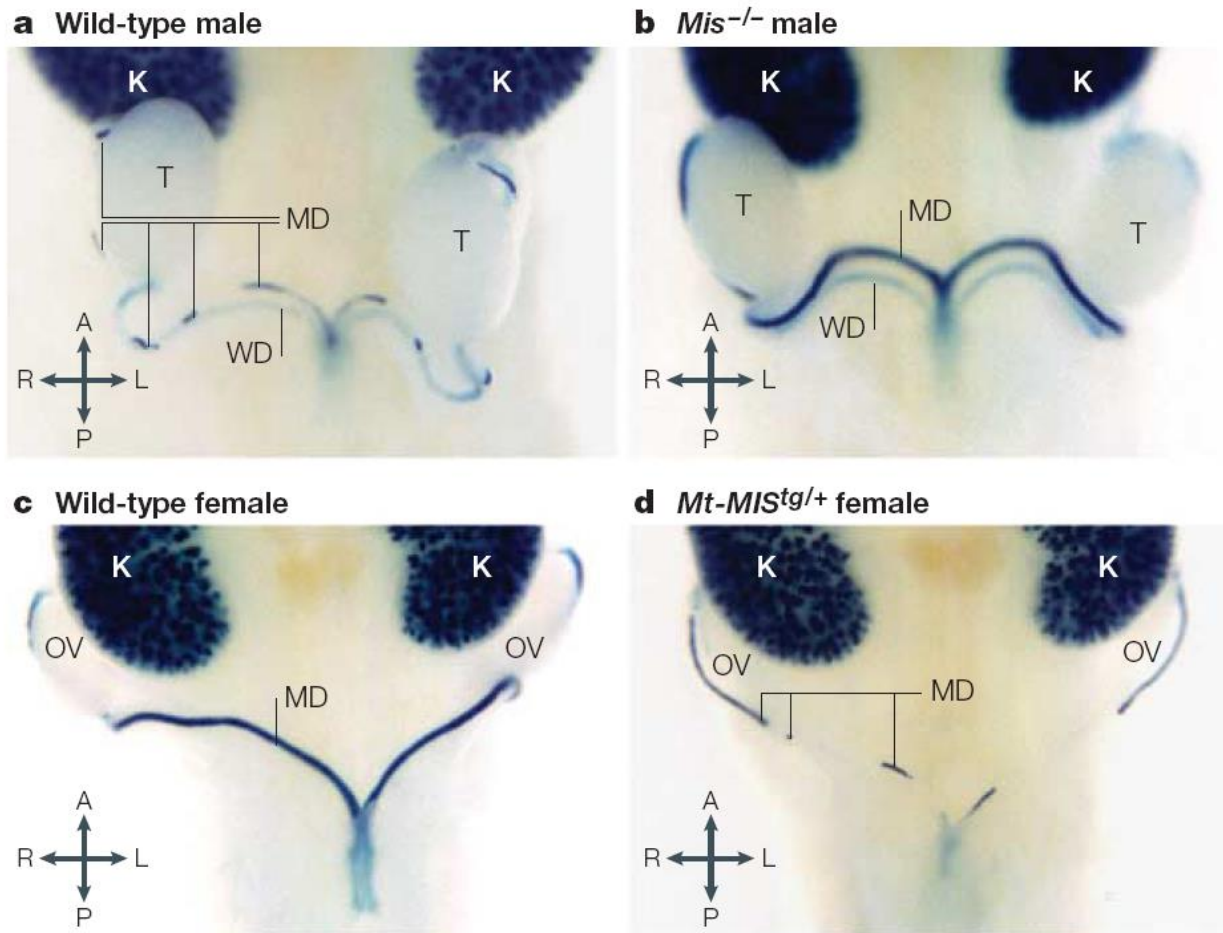 a Wild-type male
K
K
T
T
MD
WD
A
R L
P
b Mis–/– male
K
K
T
T
MD
WD
A
R L
P
c Wild-type female
K
K
OV
OV
MD
A
R L
P
d Mt-MIStg/+ female
K
K
OV
OV
MD
A
R L
P